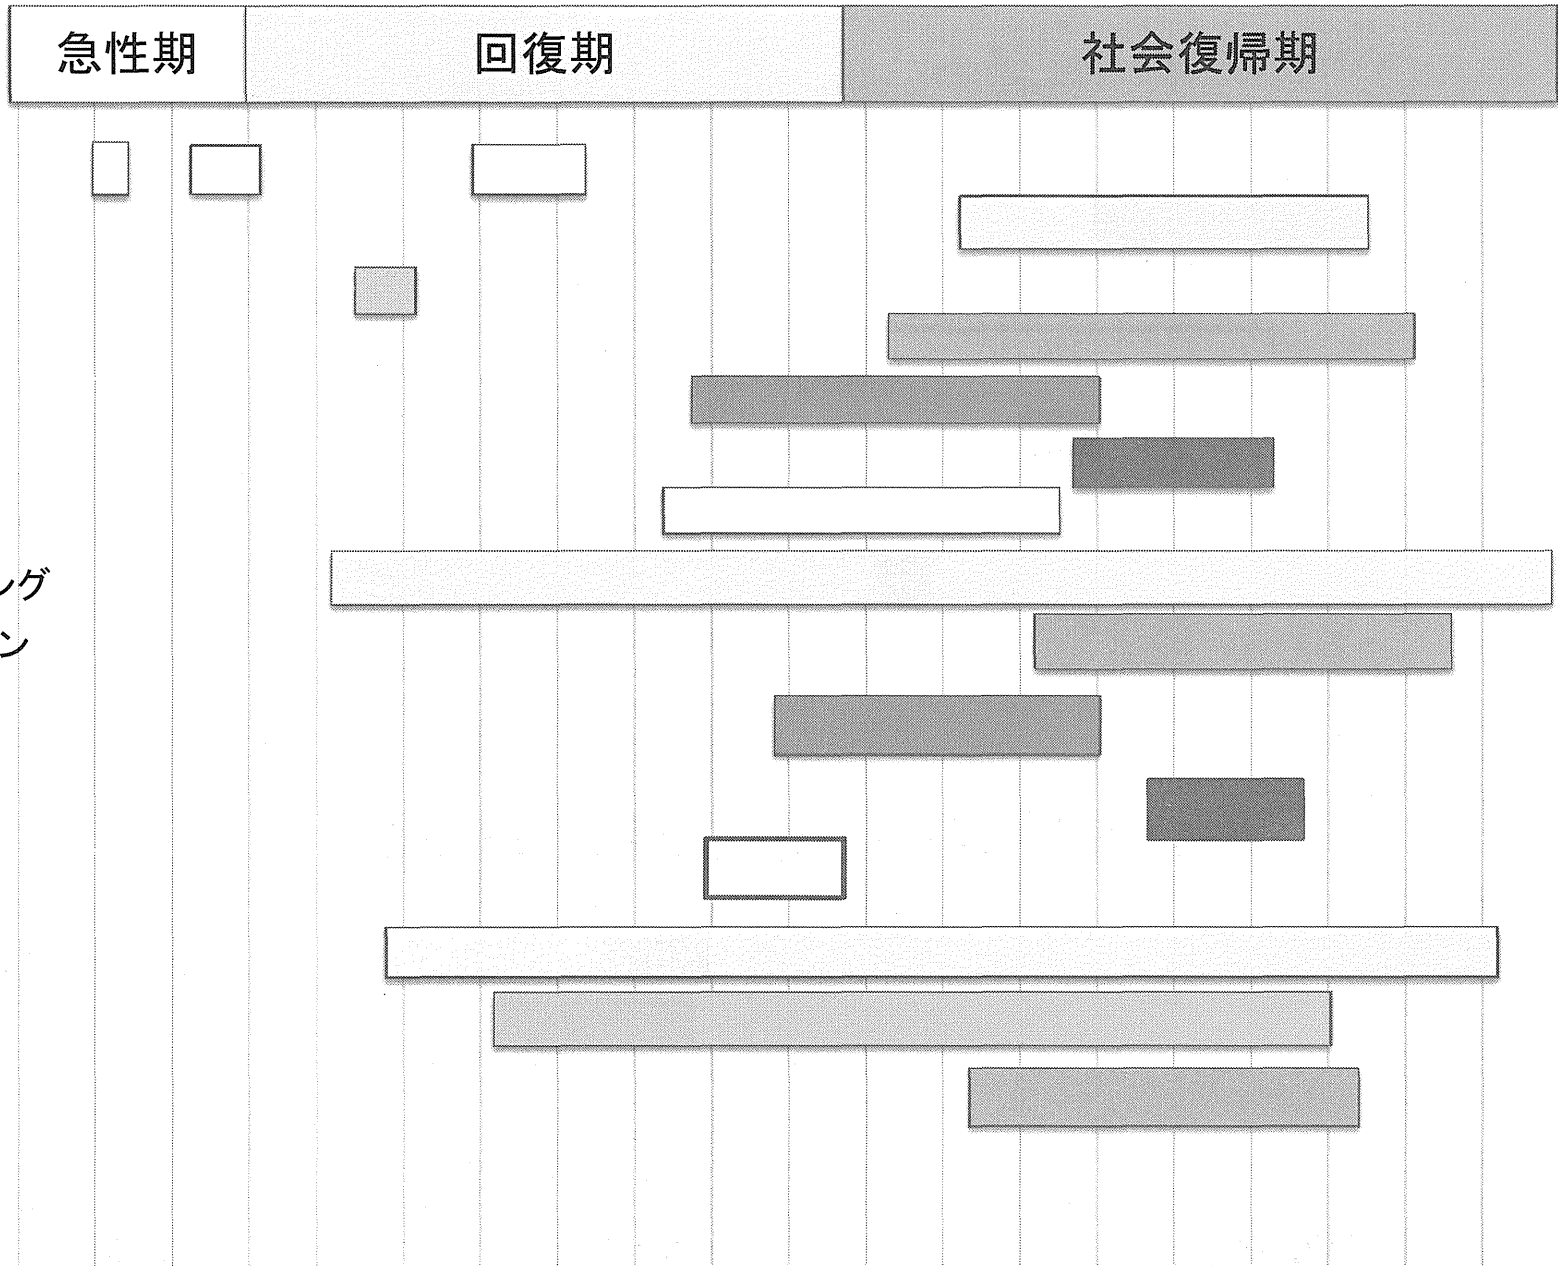 急性期 回復期 社会復帰期
ング
ン